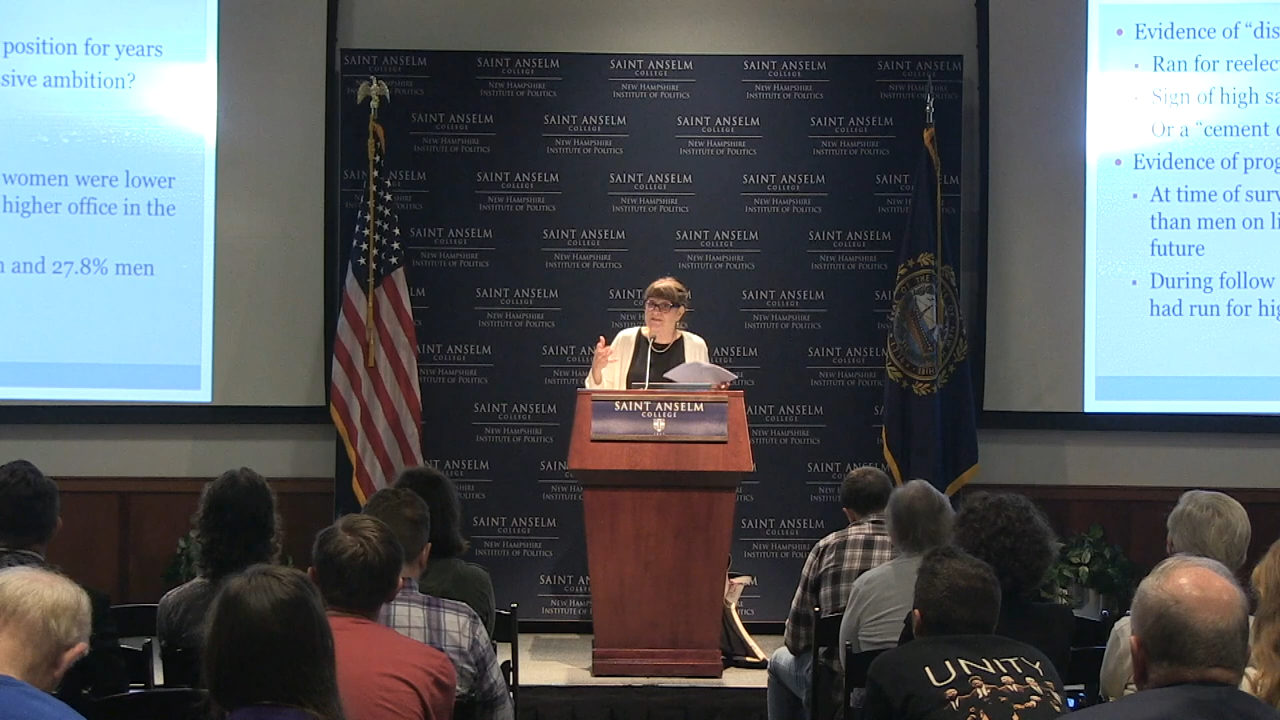 position for years
sive ambition?
women were lower
higher office in the
and 27.8% men
SAINT ANSELM
COLLEGE
NEW HAMPSHIRE
INSTITUTE OF POLITICS
SAINT ANSELM
COLLEGE
UNITY
Evidence of “dis
Ran for reelec
Sign of high sa
Or a “cement c
Evidence of prog
At time of surv
than men on li
future
During follow
had run for hig